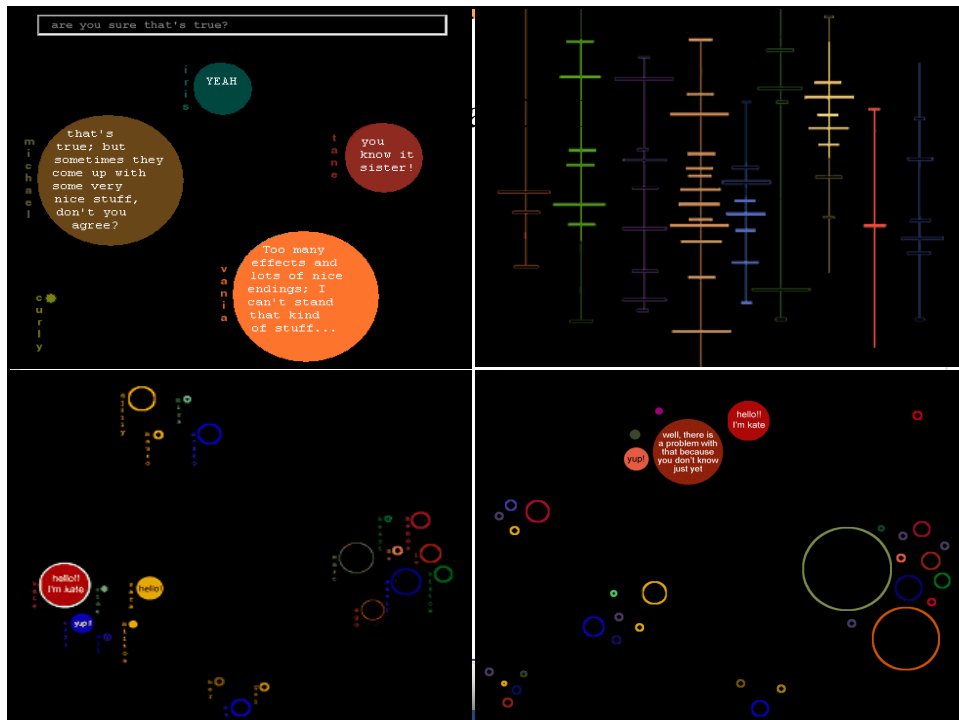 are you sure that's true?
iris
YEAH
michael
that's
true; but
sometimes they
come up with
some very
nice stuff,
don't you
agree?
tane
you
know it
sister!
vania
Too many
effects and
lots of nice
endings; I
can't stand
that kind
of stuff...
curly
hello!!
I'm kate
hello!
yup!!
hello!!
I'm kate
well, there is
a problem with
that because
you don't know
just yet
yup!